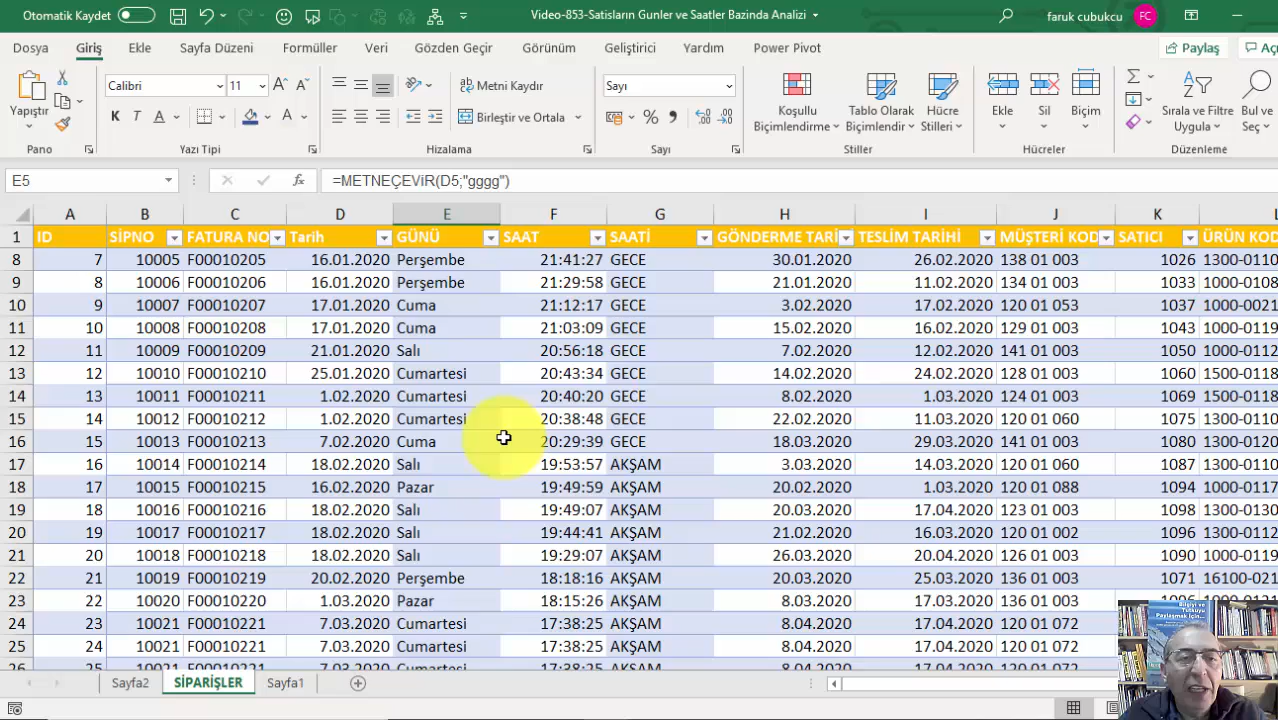 Otomatik Kaydet
Video-853-Satisların Gunler ve Saatler Bazinda Analizi
faruk cubukcu FC
Dosya Giriş Ekle Sayfa Düzeni Formüller Veri Gözden Geçir Görünüm Geliştirici Yardım Power Pivot Paylaş Açı
Yapıştır
Calibri 11
K T A
Metni Kaydır
Birleştir ve Ortala
Sayı
Koşullu Biçimlendirme
Tablo Olarak Biçimlendir
Hücre Stilleri
Ekle Sil Biçim
Sırala ve Filtre Uygula
Bul ve Seç
Pano Yazı Tipi Hizalama Sayı Stiller Hücreler Düzenleme
E5 fx =METNEÇEVİR(D5;"gggg")
A B C D E F G H I J K L
1 ID SİPNO FATURA NO Tarih GÜNÜ SAAT SAATİ GÖNDERME TARİ TESLİM TARİHİ MÜŞTERİ KOD SATICI ÜRÜN KOD
8 7 10005 F00010205 16.01.2020 Perşembe 21:41:27 GECE 30.01.2020 26.02.2020 138 01 003 1026 1300-0110
9 8 10006 F00010206 16.01.2020 Perşembe 21:29:58 GECE 21.01.2020 11.02.2020 134 01 003 1033 1000-0108
10 9 10007 F00010207 17.01.2020 Cuma 21:12:17 GECE 3.02.2020 17.02.2020 120 01 053 1037 1000-0021
11 10 10008 F00010208 17.01.2020 Cuma 21:03:09 GECE 15.02.2020 16.02.2020 129 01 003 1043 1000-0119
12 11 10009 F00010209 21.01.2020 Salı 20:56:18 GECE 7.02.2020 12.02.2020 141 01 003 1050 1000-0112
13 12 10010 F00010210 25.01.2020 Cumartesi 20:43:34 GECE 14.02.2020 24.02.2020 128 01 003 1060 1500-0118
14 13 10011 F00010211 1.02.2020 Cumartesi 20:40:20 GECE 8.02.2020 1.03.2020 124 01 003 1069 1500-0118
15 14 10012 F00010212 1.02.2020 Cumartesi 20:38:48 GECE 22.02.2020 11.03.2020 120 01 060 1075 1300-0110
16 15 10013 F00010213 7.02.2020 Cuma 20:29:39 GECE 18.03.2020 29.03.2020 141 01 003 1080 1300-0120
17 16 10014 F00010214 18.02.2020 Salı 19:53:57 AKŞAM 3.03.2020 14.03.2020 120 01 060 1087 1300-0110
18 17 10015 F00010215 16.02.2020 Pazar 19:49:59 AKŞAM 20.02.2020 1.03.2020 120 01 088 1094 1000-0117
19 18 10016 F00010216 18.02.2020 Salı 19:49:07 AKŞAM 20.03.2020 17.04.2020 123 01 003 1098 1300-0130
20 19 10017 F00010217 18.02.2020 Salı 19:44:41 AKŞAM 21.02.2020 16.03.2020 120 01 002 1096 1300-0110
21 20 10018 F00010218 18.02.2020 Salı 19:29:07 AKŞAM 26.03.2020 20.04.2020 128 01 003 1090 1000-0119
22 21 10019 F00010219 20.02.2020 Perşembe 18:18:16 AKŞAM 20.03.2020 25.03.2020 136 01 003 1071 16100-021
23 22 10020 F00010220 1.03.2020 Pazar 18:15:26 AKŞAM 8.03.2020 17.03.2020 136 01 003
24 23 10021 F00010221 7.03.2020 Cumartesi 17:38:25 AKŞAM 8.04.2020 17.04.2020 120 01 072
25 24 10021 F00010221 7.03.2020 Cumartesi 17:38:25 AKŞAM 8.04.2020 17.04.2020 120 01 072
26 25 10021 F00010221 7.03.2020 Cumartesi 17:38:25 AKŞAM 8.04.2020 17.04.2020 120 01 072
Bilgiyi ve
Tutkuyu
Paylaşmak İçin...
Sayfa2 SİPARİŞLER Sayfa1